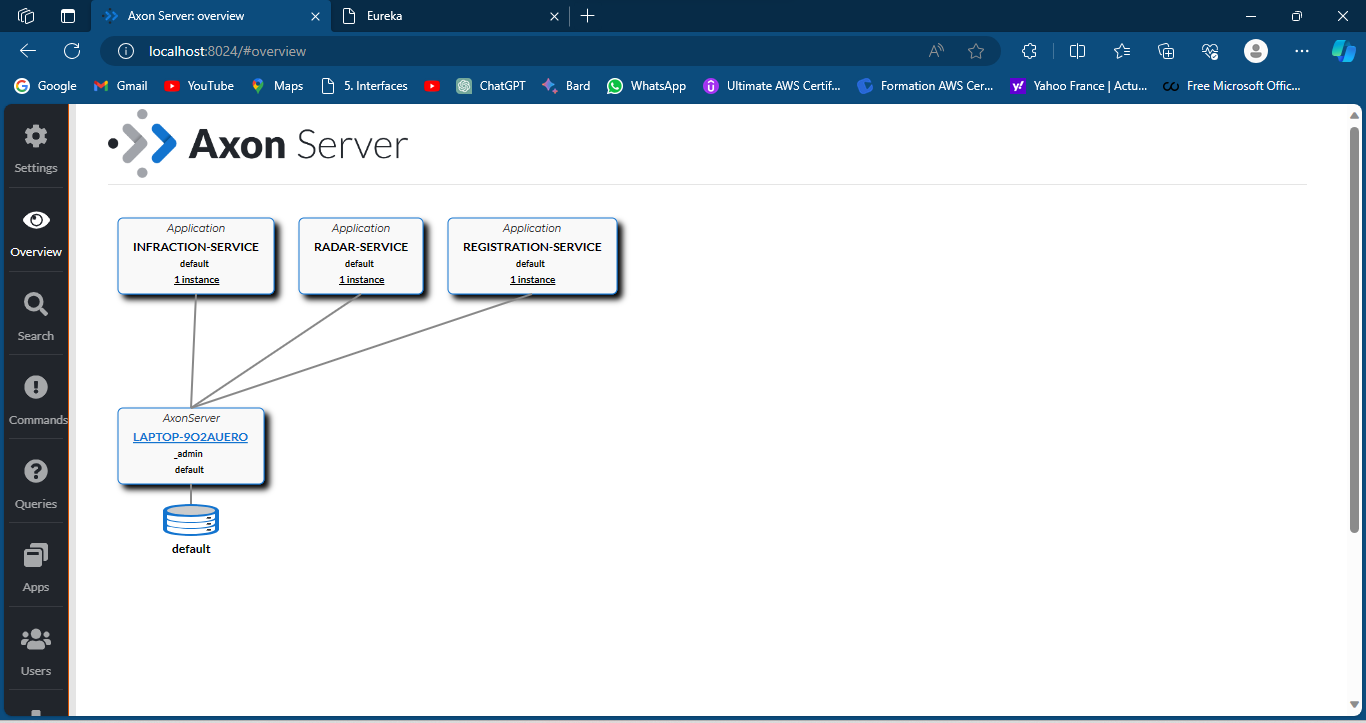 Axon Server: overview
Eureka
localhost:8024/#overview
Google
Gmail
YouTube
Maps
5. Interfaces
ChatGPT
Bard
WhatsApp
Ultimate AWS Certif...
Formation AWS Cer...
Yahoo France | Actu...
Free Microsoft Offic...
Settings
Overview
Search
Commands
Queries
Apps
Users
Axon Server
Application
INFRACTION-SERVICE
default
1 instance
Application
RADAR-SERVICE
default
1 instance
Application
REGISTRATION-SERVICE
default
1 instance
AxonServer
LAPTOP-9O2AUERO
_admin
default
default